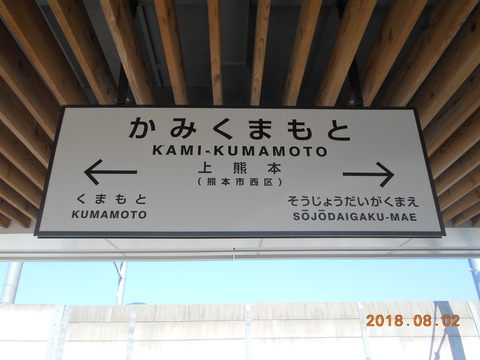 かみくまもと
KAMI-KUMAMOTO
上熊本
(熊本市西区)
くまもと
KUMAMOTO
そうじょうだいがくまえ
SŌJŌDAIGAKU-MAE
2018.08.02